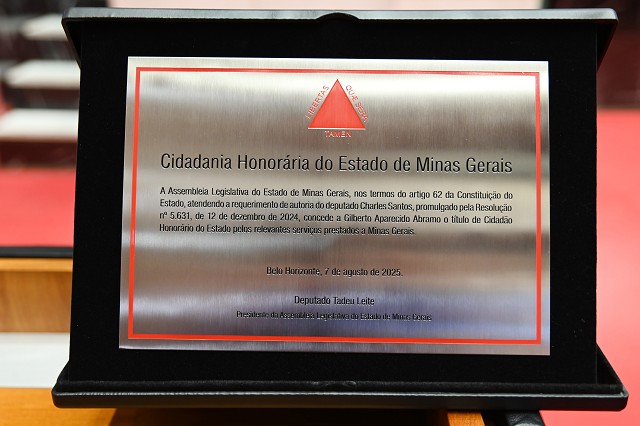 LIBERTAS QUÆ SERA
TAMEN
Cidadania Honorária do Estado de Minas Gerais
A Assembleia Legislativa do Estado de Minas Gerais, nos termos do artigo 62 da Constituição do
Estado, atendendo a requerimento de autoria do deputado Charles Santos, promulgado pela Resolução
nº 5.631, de 12 de dezembro de 2024, concede a Gilberto Aparecido Abramo o título de Cidadão
Honorário do Estado pelos relevantes serviços prestados a Minas Gerais.
Belo Horizonte, 7 de agosto de 2025.
Deputado Tadeu Leite
Presidente da Assembleia Legislativa do Estado de Minas Gerais